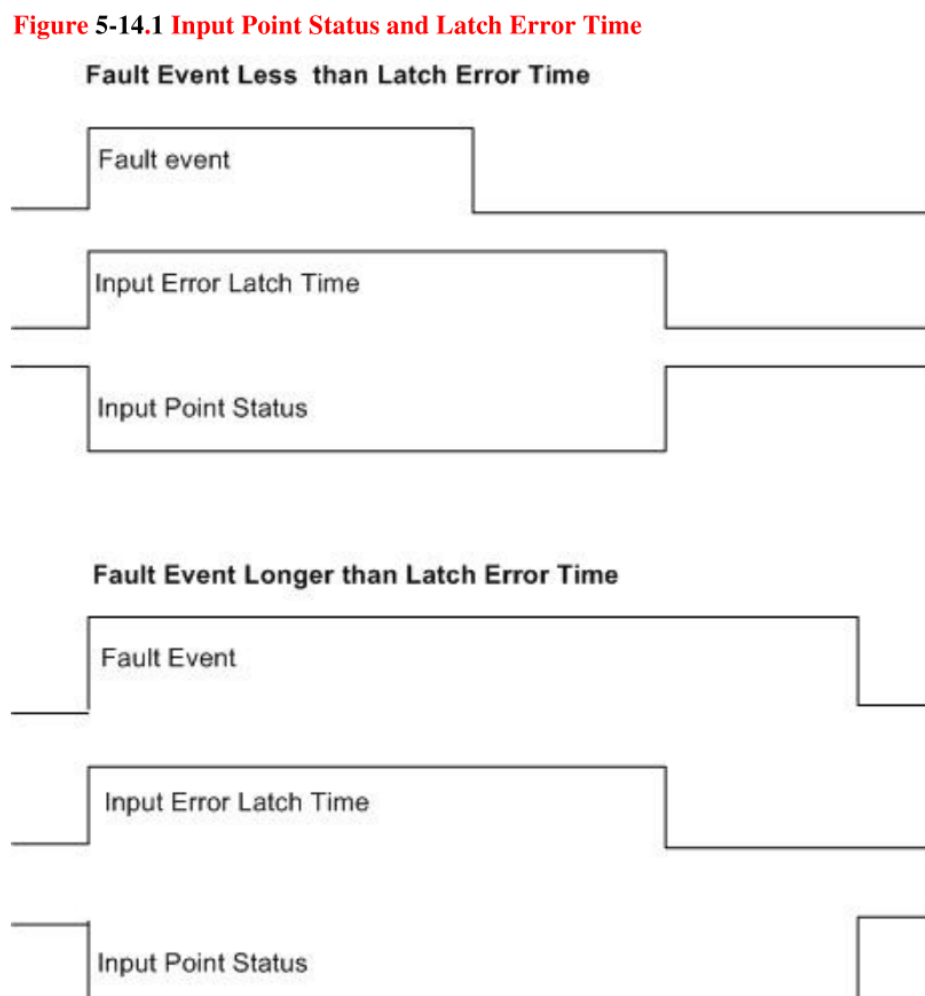 Figure 5-14.1 Input Point Status and Latch Error Time
Fault Event Less than Latch Error Time
Fault event
Input Error Latch Time
Input Point Status
Fault Event Longer than Latch Error Time
Fault Event
Input Error Latch Time
Input Point Status